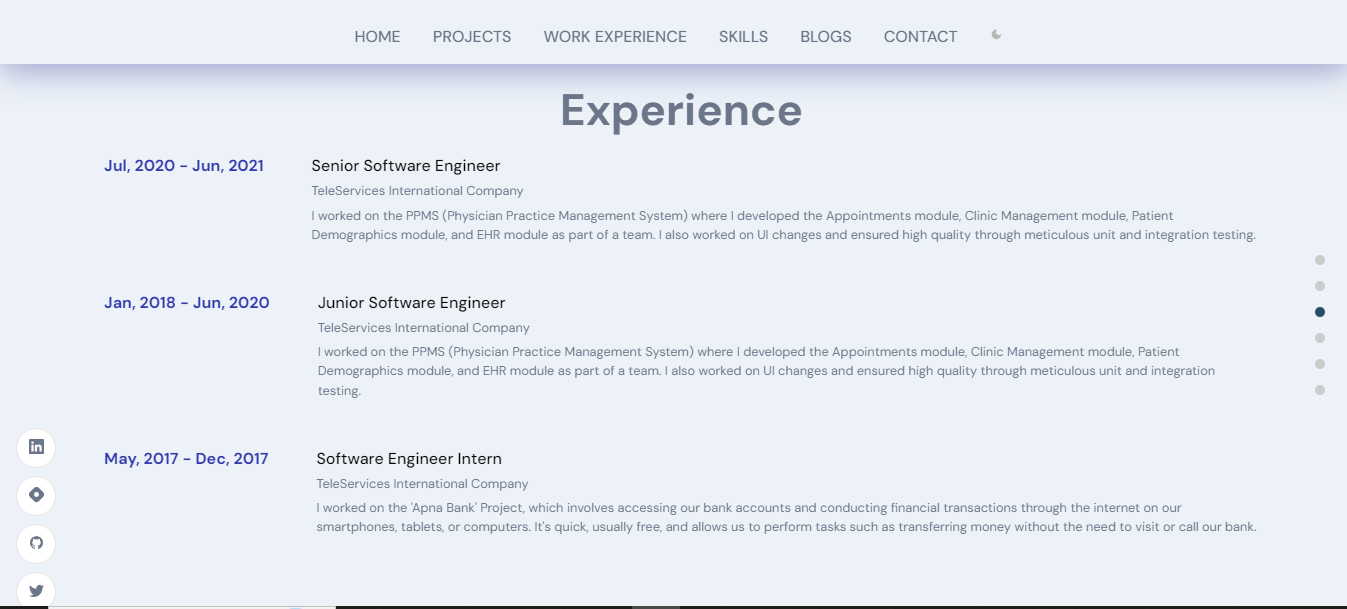 HOME PROJECTS WORK EXPERIENCE SKILLS BLOGS CONTACT
Experience
Jul, 2020 - Jun, 2021 Senior Software Engineer
TeleServices International Company
I worked on the PPMS (Physician Practice Management System) where I developed the Appointments module, Clinic Management module, Patient
Demographics module, and EHR module as part of a team. I also worked on UI changes and ensured high quality through meticulous unit and integration testing.
Jan, 2018 - Jun, 2020 Junior Software Engineer
TeleServices International Company
I worked on the PPMS (Physician Practice Management System) where I developed the Appointments module, Clinic Management module, Patient
Demographics module, and EHR module as part of a team. I also worked on UI changes and ensured high quality through meticulous unit and integration
testing.
May, 2017 - Dec, 2017 Software Engineer Intern
TeleServices International Company
I worked on the 'Apna Bank' Project, which involves accessing our bank accounts and conducting financial transactions through the internet on our
smartphones, tablets, or computers. It's quick, usually free, and allows us to perform tasks such as transferring money without the need to visit or call our bank.